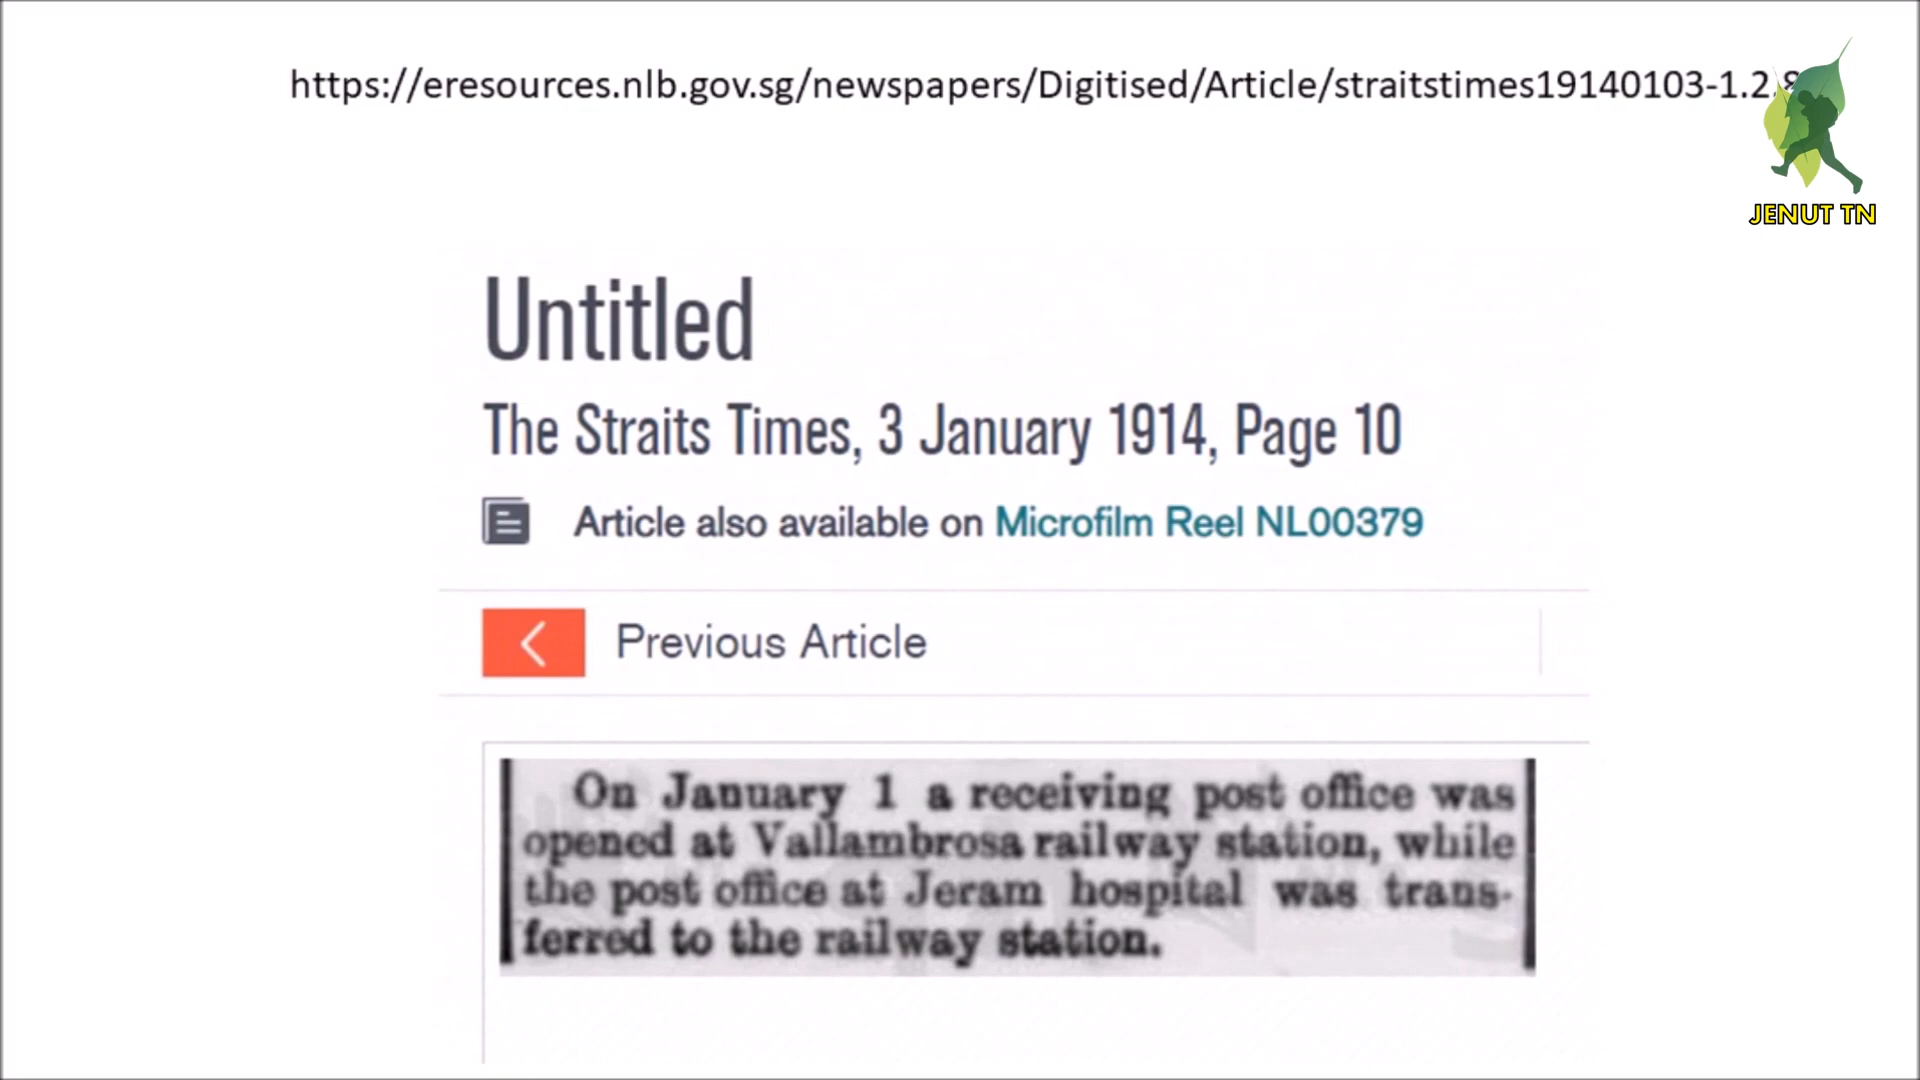 https://eresources.nlb.gov.sg/newspapers/Digitised/Article/straitstimes19140103-1.2.8
JENUT TN
Untitled
The Straits Times, 3 January 1914, Page 10
Article also available on Microfilm Reel NL00379
Previous Article
On January 1 a receiving post office was
opened at Vallambrosa railway station, while
the post office at Jeram hospital was trans-
ferred to the railway station.